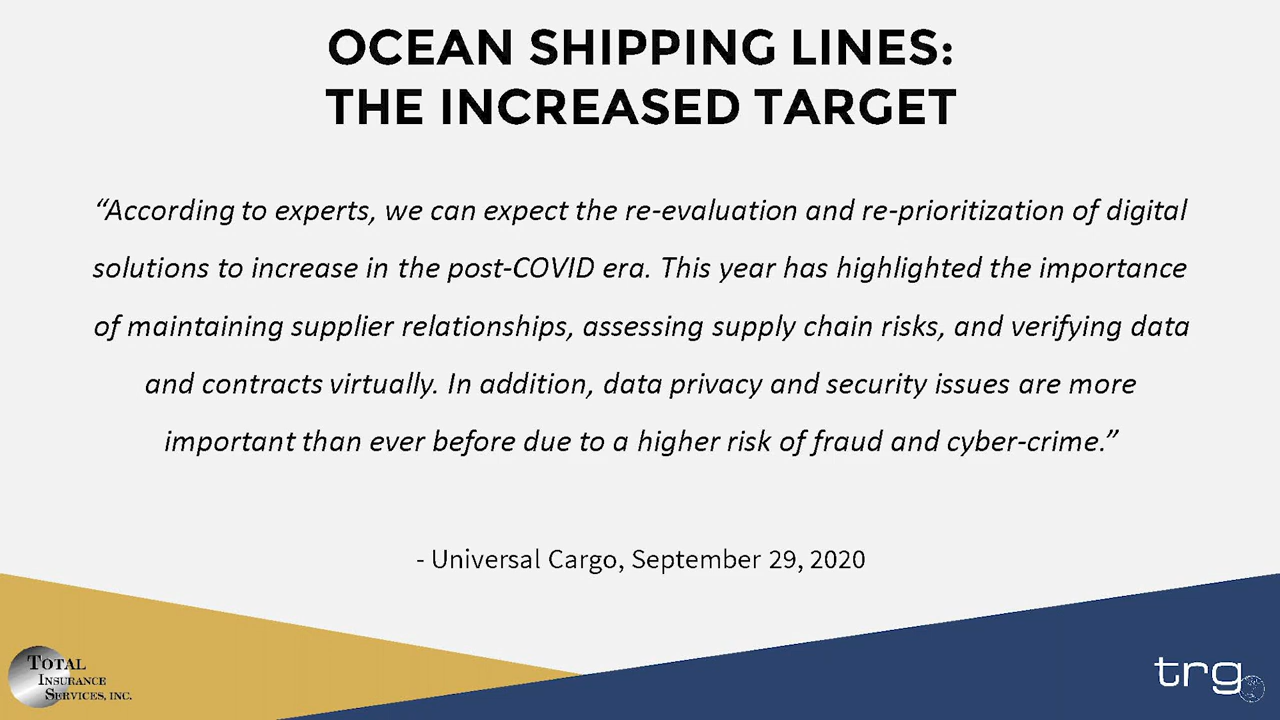 OCEAN SHIPPING LINES:
THE INCREASED TARGET
“According to experts, we can expect the re-evaluation and re-prioritization of digital
solutions to increase in the post-COVID era. This year has highlighted the importance
of maintaining supplier relationships, assessing supply chain risks, and verifying data
and contracts virtually. In addition, data privacy and security issues are more
important than ever before due to a higher risk of fraud and cyber-crime.”
- Universal Cargo, September 29, 2020
TOTAL
INSURANCE
SERVICES, INC.
trg